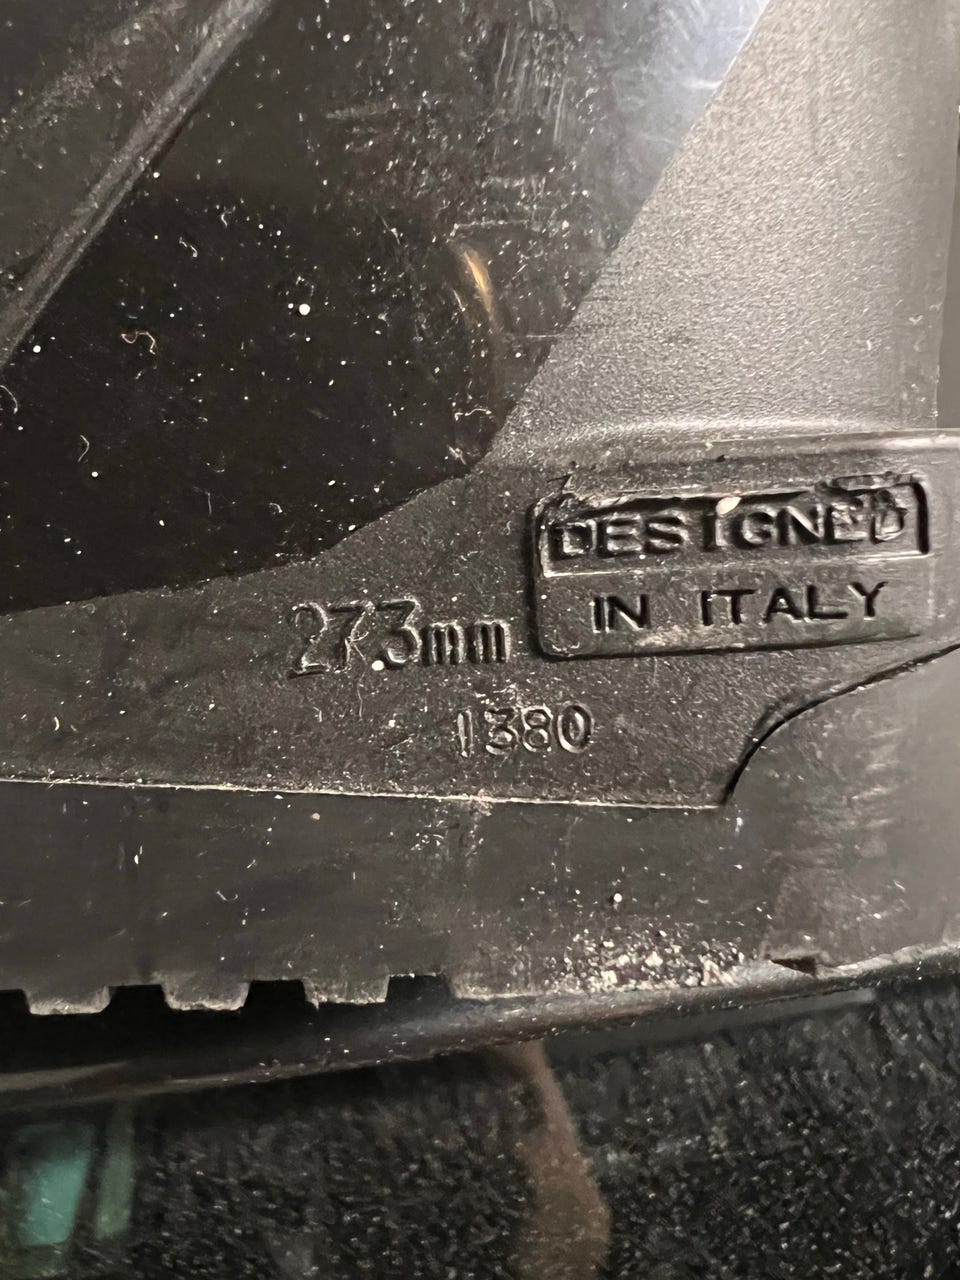 DESIGNED
IN ITALY
273mm
1380